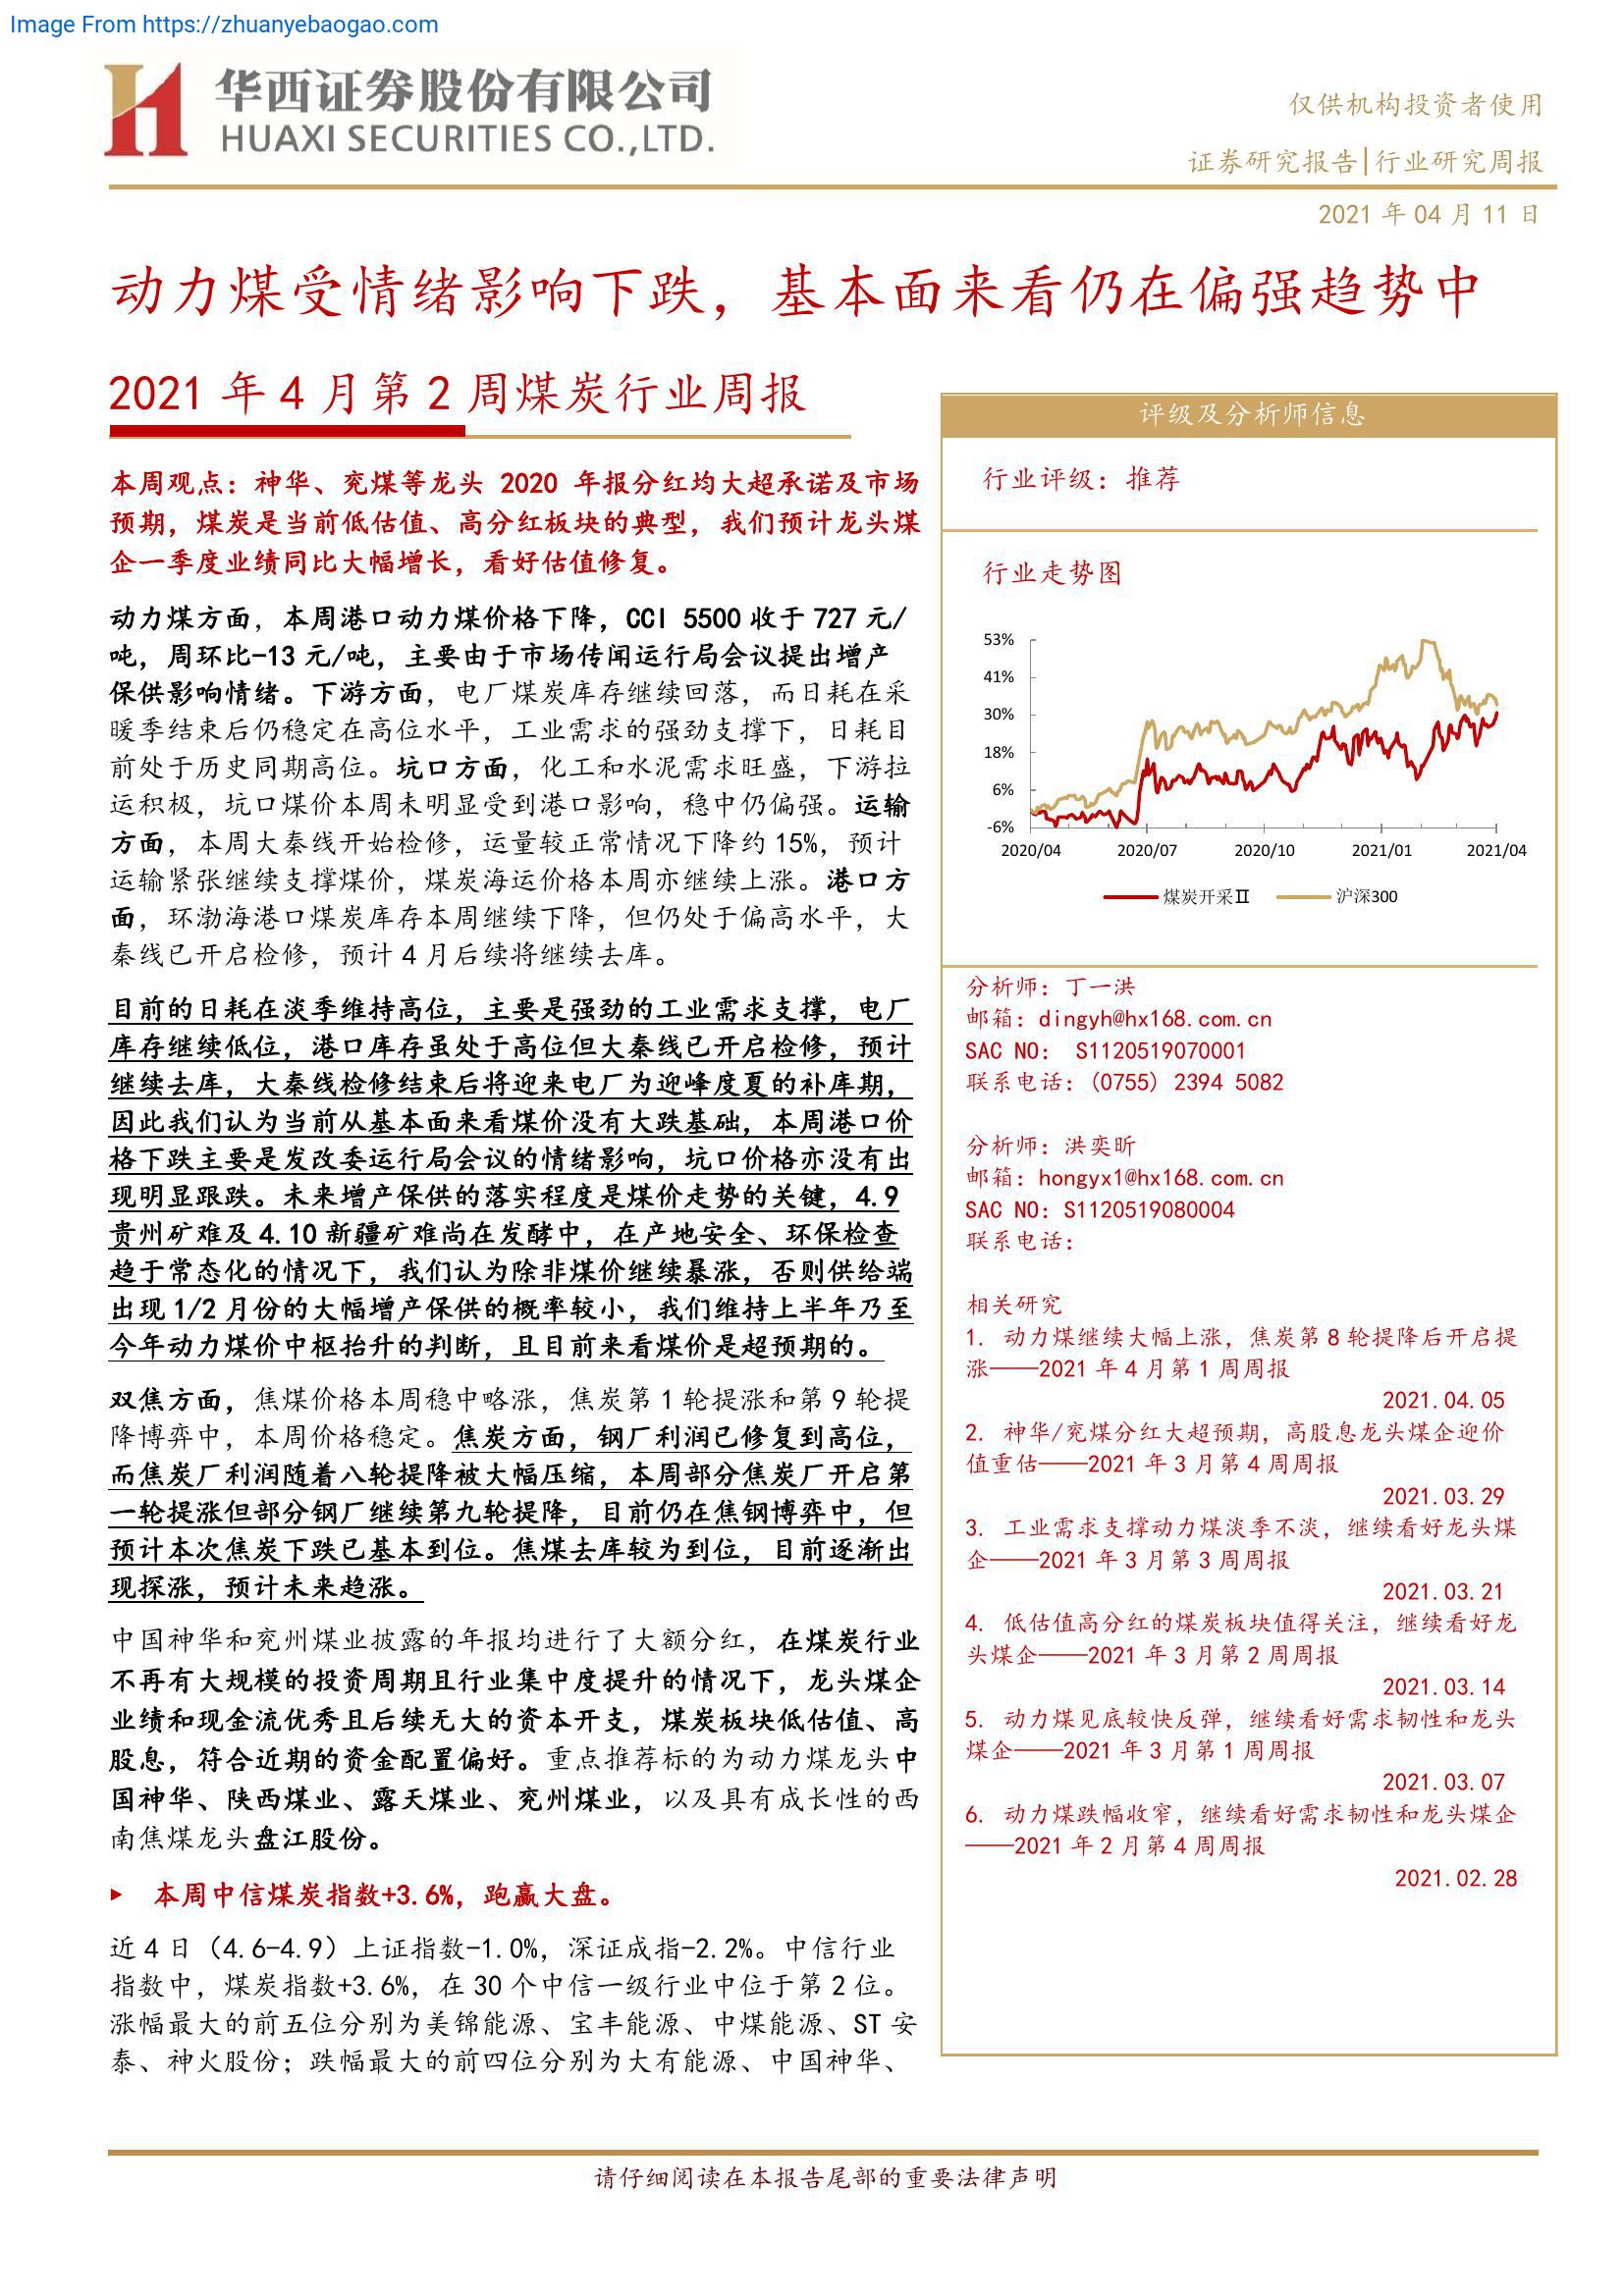 Image From https://zhuanyebaogao.com
华西证券股份有限公司
HUAXI SECURITIES CO.,LTD.
仅供机构投资者使用
证券研究报告|行业研究周报
2021 年 04 月 11 日
动力煤受情绪影响下跌，基本面来看仍在偏强趋势中
2021 年 4 月第 2 周煤炭行业周报
本周观点：神华、兖煤等龙头 2020 年报分红均大超承诺及市场
预期，煤炭是当前低估值、高分红板块的典型，我们预计龙头煤
企一季度业绩同比大幅增长，看好估值修复。
动力煤方面，本周港口动力煤价格下降，CCI 5500 收于 727 元/
吨，周环比-13 元/吨，主要由于市场传闻运行局会议提出增产
保供影响情绪。下游方面，电厂煤炭库存继续回落，而日耗在采
暖季结束后仍稳定在高位水平，工业需求的强劲支撑下，日耗目
前处于历史同期高位。坑口方面，化工和水泥需求旺盛，下游拉
运积极，坑口煤价本周未明显受到港口影响，稳中仍偏强。运输
方面，本周大秦线开始检修，运量较正常情况下降约 15%，预计
运输紧张继续支撑煤价，煤炭海运价格本周亦继续上涨。港口方
面，环渤海港口煤炭库存本周继续下降，但仍处于偏高水平，大
秦线已开启检修，预计 4 月后续将继续去库。
目前的日耗在淡季维持高位，主要是强劲的工业需求支撑，电厂
库存继续低位，港口库存虽处于高位但大秦线已开启检修，预计
继续去库，大秦线检修结束后将迎来电厂为迎峰度夏的补库期，
因此我们认为当前从基本面来看煤价没有大跌基础，本周港口价
格下跌主要是发改委运行局会议的情绪影响，坑口价格亦没有出
现明显跟跌。未来增产保供的落实程度是煤价走势的关键，4.9
贵州矿难及 4.10 新疆矿难尚在发酵中，在产地安全、环保检查
趋于常态化的情况下，我们认为除非煤价继续暴涨，否则供给端
出现 1/2 月份的大幅增产保供的概率较小，我们维持上半年乃至
今年动力煤价中枢抬升的判断，且目前来看煤价是超预期的。
双焦方面，焦煤价格本周稳中略涨，焦炭第 1 轮提涨和第 9 轮提
降博弈中，本周价格稳定。焦炭方面，钢厂利润已修复到高位，
而焦炭厂利润随着八轮提降被大幅压缩，本周部分焦炭厂开启第
一轮提涨但部分钢厂继续第九轮提降，目前仍在焦钢博弈中，但
预计本次焦炭下跌已基本到位。焦煤去库较为到位，目前逐渐出
现探涨，预计未来趋涨。
中国神华和兖州煤业披露的年报均进行了大额分红，在煤炭行业
不再有大规模的投资周期且行业集中度提升的情况下，龙头煤企
业绩和现金流优秀且后续无大的资本开支，煤炭板块低估值、高
股息，符合近期的资金配置偏好。重点推荐标的为动力煤龙头中
国神华、陕西煤业、露天煤业、兖州煤业，以及具有成长性的西
南焦煤龙头盘江股份。
▶ 本周中信煤炭指数+3.6%，跑赢大盘。
近 4 日（4.6-4.9）上证指数-1.0%，深证成指-2.2%。中信行业
指数中，煤炭指数+3.6%，在 30 个中信一级行业中位于第 2 位。
涨幅最大的前五位分别为美锦能源、宝丰能源、中煤能源、ST 安
泰、神火股份；跌幅最大的前四位分别为大有能源、中国神华、
评级及分析师信息
行业评级：推荐
行业走势图
53%
41%
30%
18%
6%
-6%
2020/04 2020/07 2020/10 2021/01 2021/04
煤炭开采Ⅱ 沪深300
分析师：丁一洪
邮箱：dingyh@hx168.com.cn
SAC NO： S1120519070001
联系电话：(0755) 2394 5082
分析师：洪奕昕
邮箱：hongyx1@hx168.com.cn
SAC NO：S1120519080004
联系电话：
相关研究
1. 动力煤继续大幅上涨，焦炭第 8 轮提降后开启提
涨——2021 年 4 月第 1 周周报
2021.04.05
2. 神华/兖煤分红大超预期，高股息龙头煤企迎价
值重估——2021 年 3 月第 4 周周报
2021.03.29
3. 工业需求支撑动力煤淡季不淡，继续看好龙头煤
企——2021 年 3 月第 3 周周报
2021.03.21
4. 低估值高分红的煤炭板块值得关注，继续看好龙
头煤企——2021 年 3 月第 2 周周报
2021.03.14
5. 动力煤见底较快反弹，继续看好需求韧性和龙头
煤企——2021 年 3 月第 1 周周报
2021.03.07
6. 动力煤跌幅收窄，继续看好需求韧性和龙头煤企
——2021 年 2 月第 4 周周报
2021.02.28
请仔细阅读在本报告尾部的重要法律声明